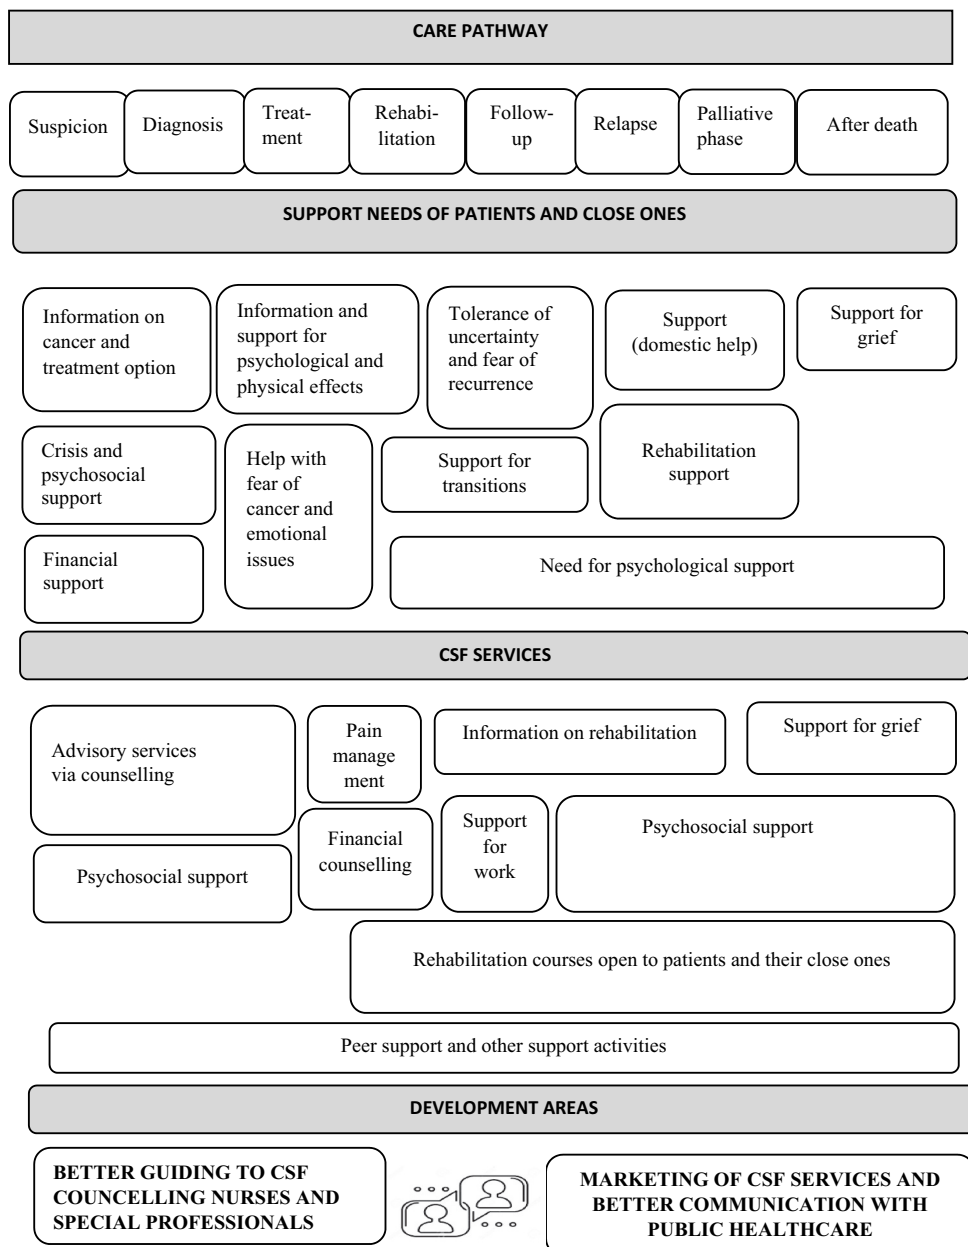 CARE PATHWAY
Suspicion
Diagnosis
Treat-
ment
Rehabi-
litation
Follow-
up
Relapse
Palliative
phase
After death
SUPPORT NEEDS OF PATIENTS AND CLOSE ONES
Information on
cancer and
treatment option
Information and
support for
psychological and
physical effects
Tolerance of
uncertainty
and fear of
recurrence
Support
(domestic help)
Support for
grief
Crisis and
psychosocial
support
Help with
fear of
cancer and
emotional
issues
Support for
transitions
Rehabilitation
support
Financial
support
Need for psychological support
CSF SERVICES
Advisory services
via counselling
Pain
manage
ment
Information on rehabilitation
Support for grief
Psychosocial support
Financial
counselling
Support
for
work
Psychosocial support
Rehabilitation courses open to patients and their close ones
Peer support and other support activities
DEVELOPMENT AREAS
BETTER GUIDING TO CSF
COUNCELLING NURSES AND
SPECIAL PROFESSIONALS
MARKETING OF CSF SERVICES AND
BETTER COMMUNICATION WITH
PUBLIC HEALTHCARE